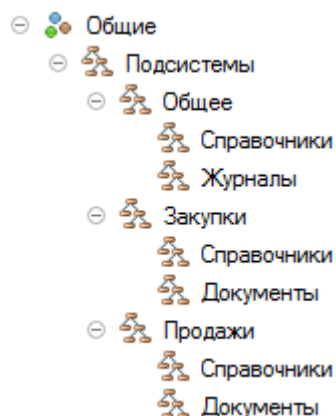 Общие
Подсистемы
Общее
Справочники
Журналы
Закупки
Справочники
Документы
Продажи
Справочники
Документы